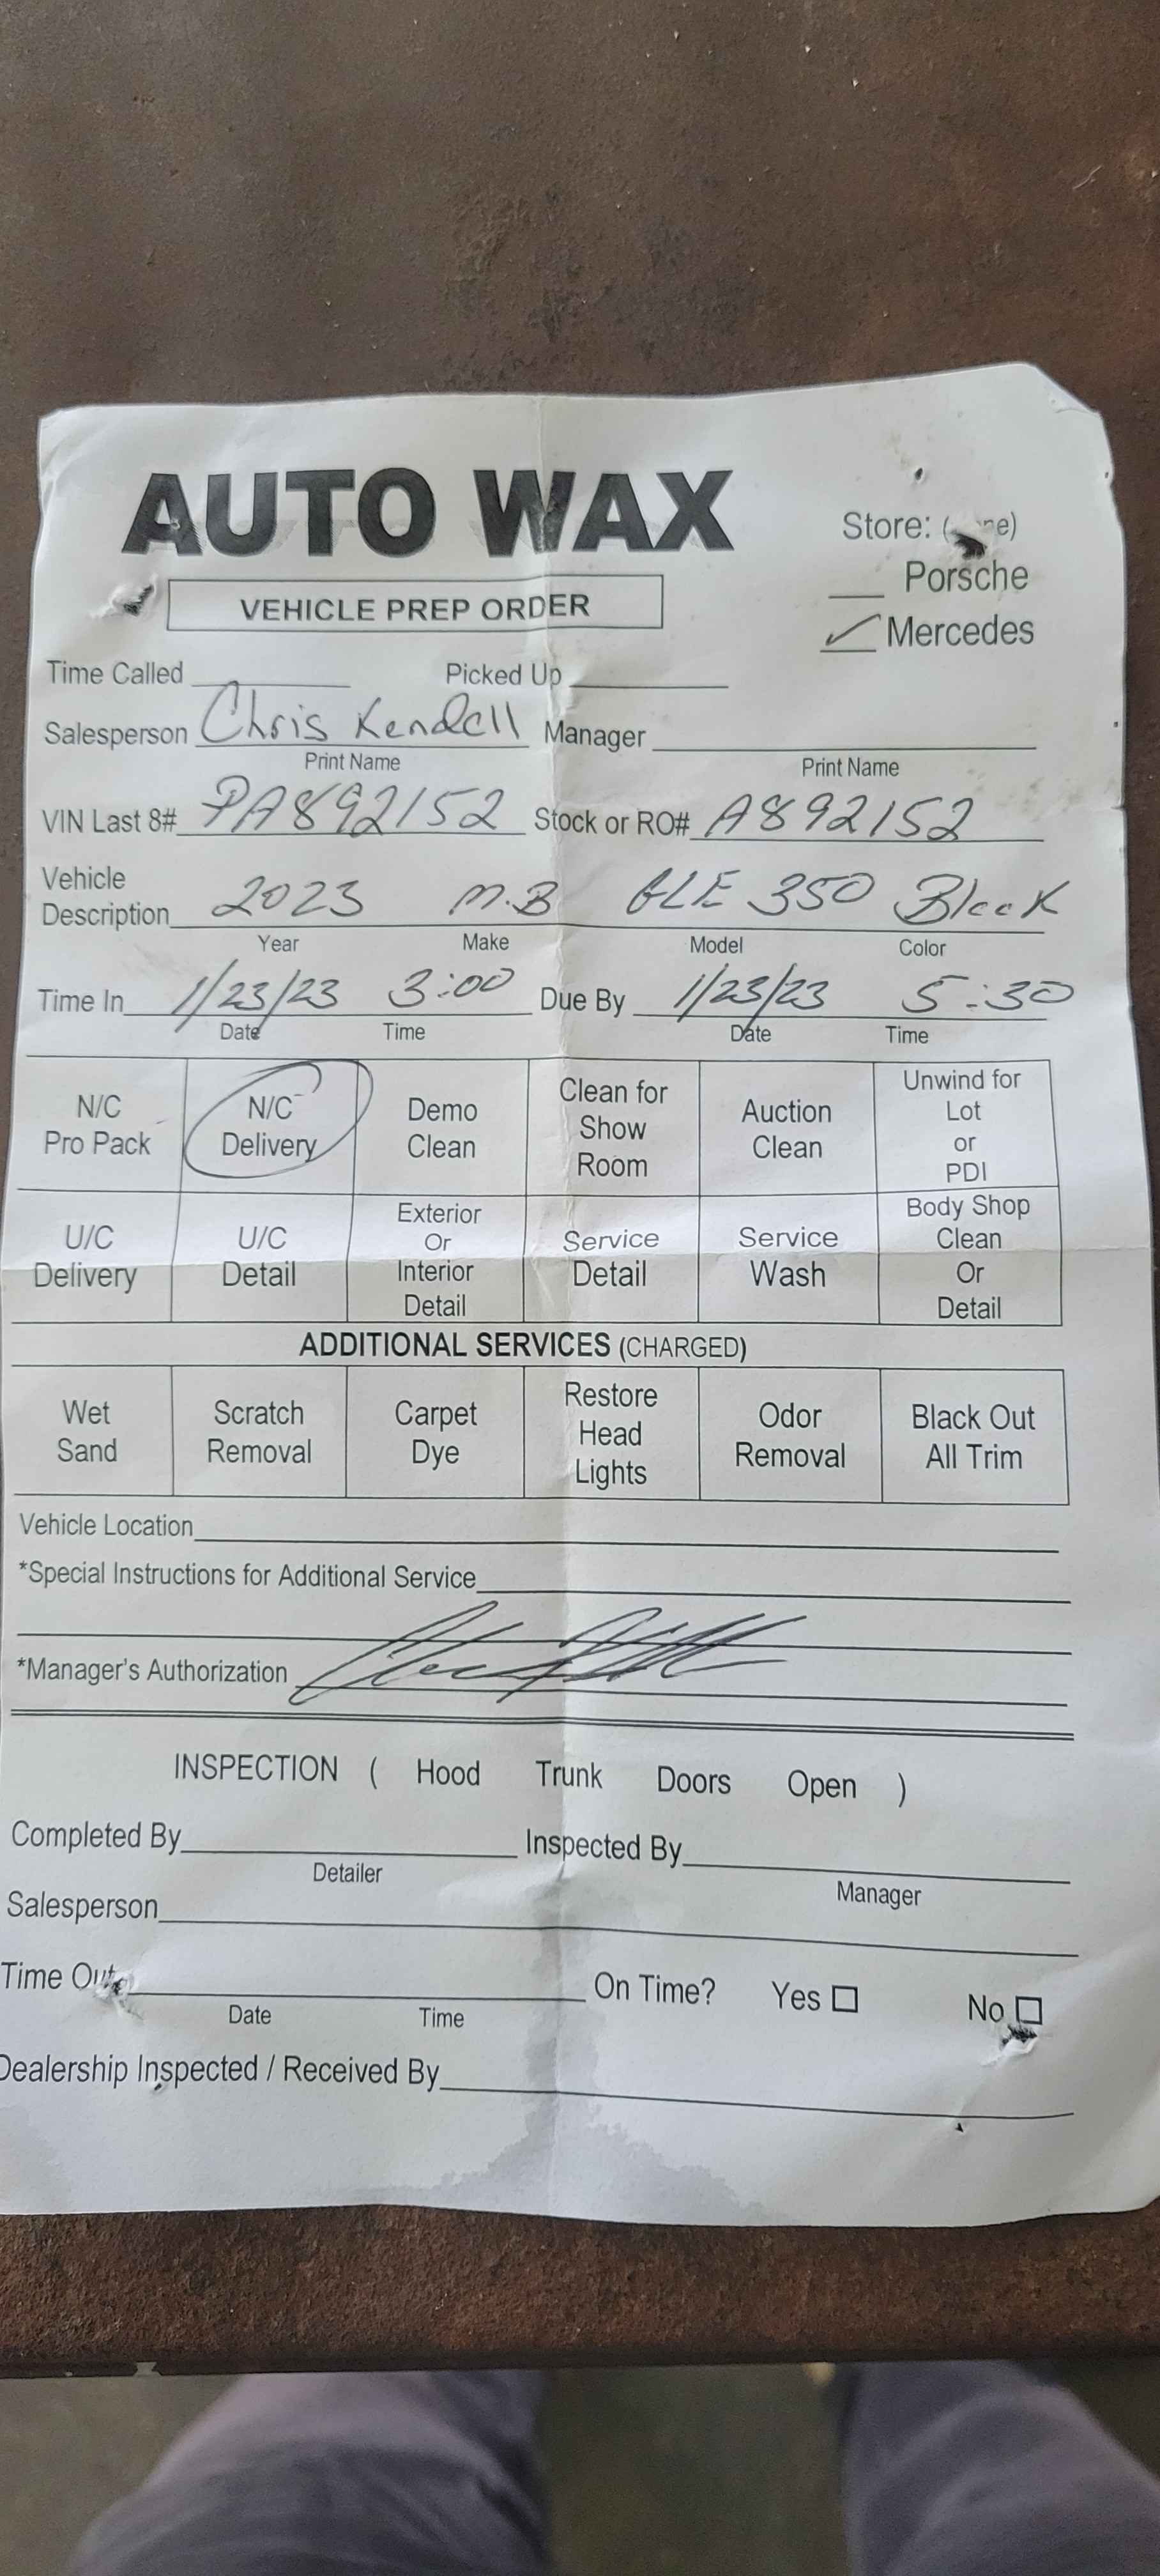 AUTO WAX
Store:
VEHICLE PREP ORDER
Porsche
✓ Mercedes
Time Called Picked Up
Salesperson Chris Kendall Manager
Print Name Print Name
VIN Last 8# PA892152 Stock or RO# A892152
Vehicle
Description 2023 M.B GLE 350 Black
Year Make Model Color
Time In 1/23/23 3:00 Due By 1/23/23 5:30
Date Time Date Time
N/C Pro Pack
N/C Delivery
Demo Clean
Clean for Show Room
Auction Clean
Unwind for Lot or PDI
U/C Delivery
U/C Detail
Exterior Or Interior Detail
Service Detail
Service Wash
Body Shop Clean Or Detail
ADDITIONAL SERVICES (CHARGED)
Wet Sand
Scratch Removal
Carpet Dye
Restore Head Lights
Odor Removal
Black Out All Trim
Vehicle Location
*Special Instructions for Additional Service
*Manager's Authorization
INSPECTION ( Hood Trunk Doors Open )
Completed By Inspected By
Detailer Manager
Salesperson
Time Out On Time? Yes No
Date Time
Dealership Inspected / Received By